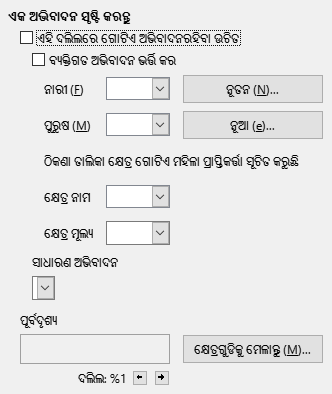 ଏକ ଅଭିବାଦନ ସୃଷ୍ଟି କରନ୍ତୁ
ଏହି ଦଲିଲରେ ଗୋଟିଏ ଅଭିବାଦନରହିବା ଉଚିତ
ବ୍ୟକ୍ତିଗତ ଅଭିବାଦନ ଭର୍ତ୍ତି କର
ନାରୀ (F)
ନୂତନ (N)...
ପୁରୁଷ (M)
ନୂଆ (e)...
ଠିକଣା ତାଲିକା କ୍ଷେତ୍ର ଗୋଟିଏ ମହିଳା ପ୍ରାପ୍ତିକର୍ତ୍ତା ସୂଚିତ କରୁଛି
କ୍ଷେତ୍ର ନାମ
କ୍ଷେତ୍ର ମୂଲ୍ୟ
ସାଧାରଣ ଅଭିବାଦନ
ପୂର୍ବଦୃଶ୍ୟ
କ୍ଷେତ୍ରଗୁଡିକୁ ମେଳାନ୍ତୁ (M)...
ଦଲିଲ: %1